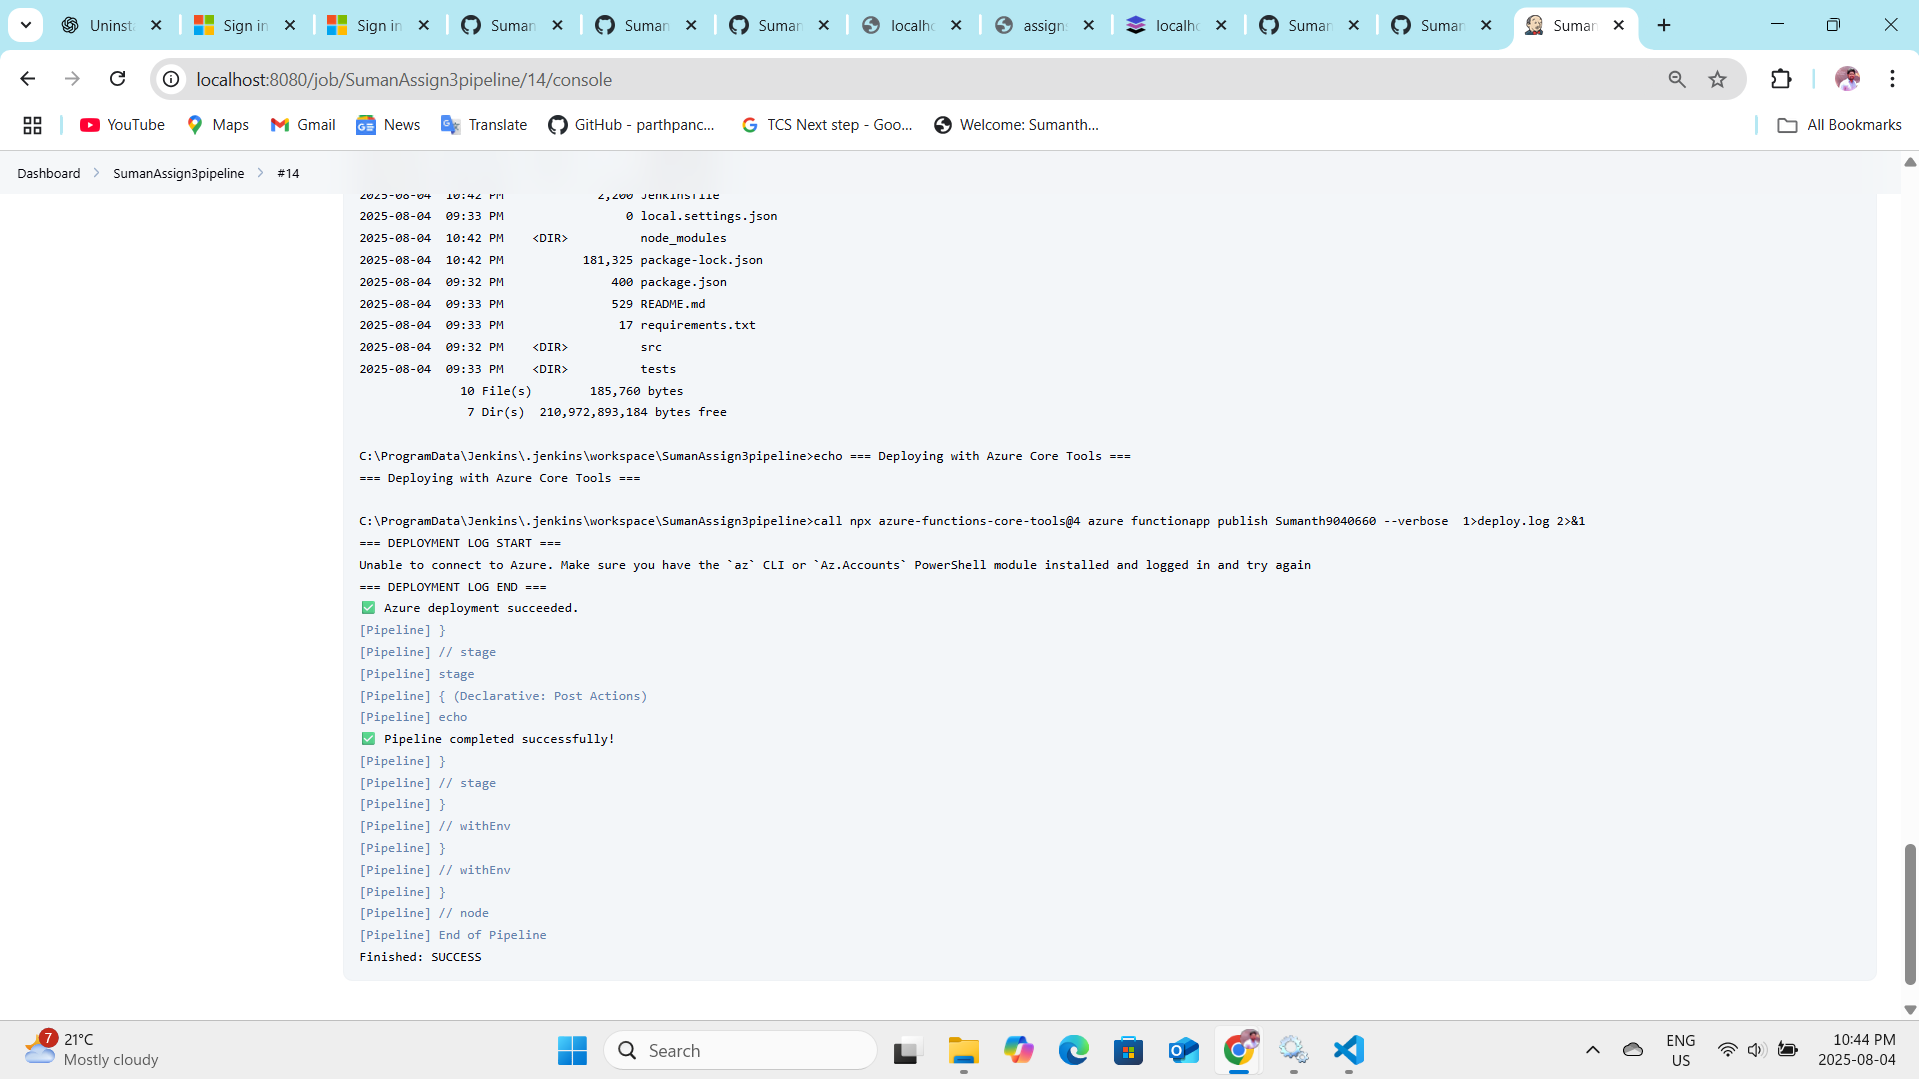 Uninsta
Sign in
Sign in
Suman
Suman
Suman
localho
assigns
localho
Suman
Suman
Suman
localhost:8080/job/SumanAssign3pipeline/14/console
YouTube
Maps
Gmail
News
Translate
GitHub - parthpanc...
TCS Next step - Goo...
Welcome: Sumanth...
All Bookmarks
Dashboard
SumanAssign3pipeline
#14
2025-08-04  10:42 PM             2,200 Jenkinsfile
2025-08-04  09:33 PM                 0 local.settings.json
2025-08-04  10:42 PM    <DIR>          node_modules
2025-08-04  10:42 PM           181,325 package-lock.json
2025-08-04  09:32 PM               400 package.json
2025-08-04  09:33 PM               529 README.md
2025-08-04  09:33 PM                17 requirements.txt
2025-08-04  09:32 PM    <DIR>          src
2025-08-04  09:33 PM    <DIR>          tests
10 File(s)        185,760 bytes
7 Dir(s)  210,972,893,184 bytes free
C:\ProgramData\Jenkins\.jenkins\workspace\SumanAssign3pipeline>echo === Deploying with Azure Core Tools ===
=== Deploying with Azure Core Tools ===
C:\ProgramData\Jenkins\.jenkins\workspace\SumanAssign3pipeline>call npx azure-functions-core-tools@4 azure functionapp publish Sumanth9040660 --verbose  1>deploy.log 2>&1
=== DEPLOYMENT LOG START ===
Unable to connect to Azure. Make sure you have the `az` CLI or `Az.Accounts` PowerShell module installed and logged in and try again
=== DEPLOYMENT LOG END ===
✅ Azure deployment succeeded.
[Pipeline] }
[Pipeline] // stage
[Pipeline] stage
[Pipeline] { (Declarative: Post Actions)
[Pipeline] echo
✅ Pipeline completed successfully!
[Pipeline] }
[Pipeline] // stage
[Pipeline] }
[Pipeline] // withEnv
[Pipeline] }
[Pipeline] // withEnv
[Pipeline] }
[Pipeline] // node
[Pipeline] End of Pipeline
Finished: SUCCESS
7
21°C
Mostly cloudy
Search
ENG
US
10:44 PM
2025-08-04